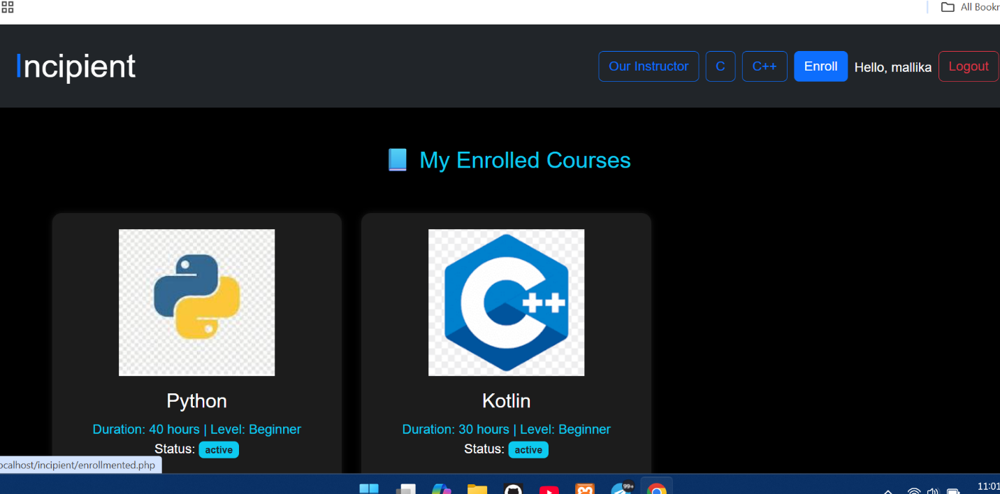 All Bookr
Incipient
Our Instructor C C++ Enroll Hello, mallika Logout
My Enrolled Courses
C++
Python Kotlin
Duration: 40 hours | Level: Beginner Duration: 30 hours | Level: Beginner
Status: active Status: active
ocalhost/incipient/enrollmented.php
99+
11:01